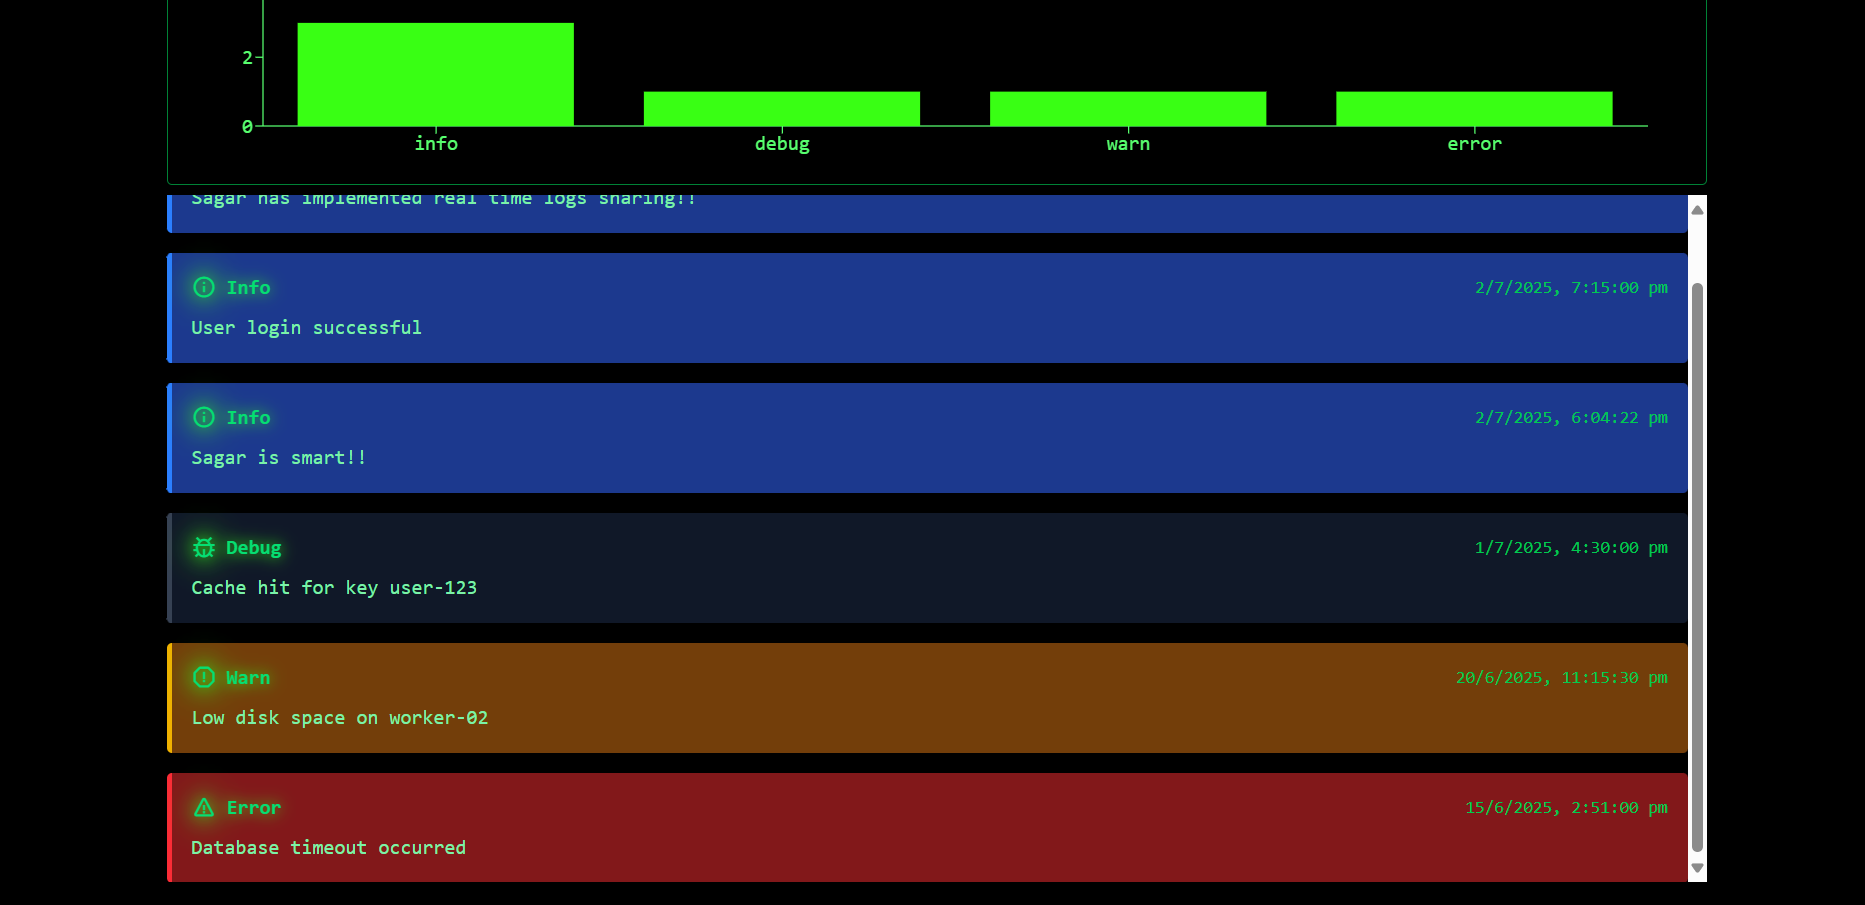 2
0
info debug warn error
Sagar has implemented real time logs sharing!!
Info 2/7/2025, 7:15:00 pm
User login successful
Info 2/7/2025, 6:04:22 pm
Sagar is smart!!
Debug 1/7/2025, 4:30:00 pm
Cache hit for key user-123
Warn 20/6/2025, 11:15:30 pm
Low disk space on worker-02
Error 15/6/2025, 2:51:00 pm
Database timeout occurred